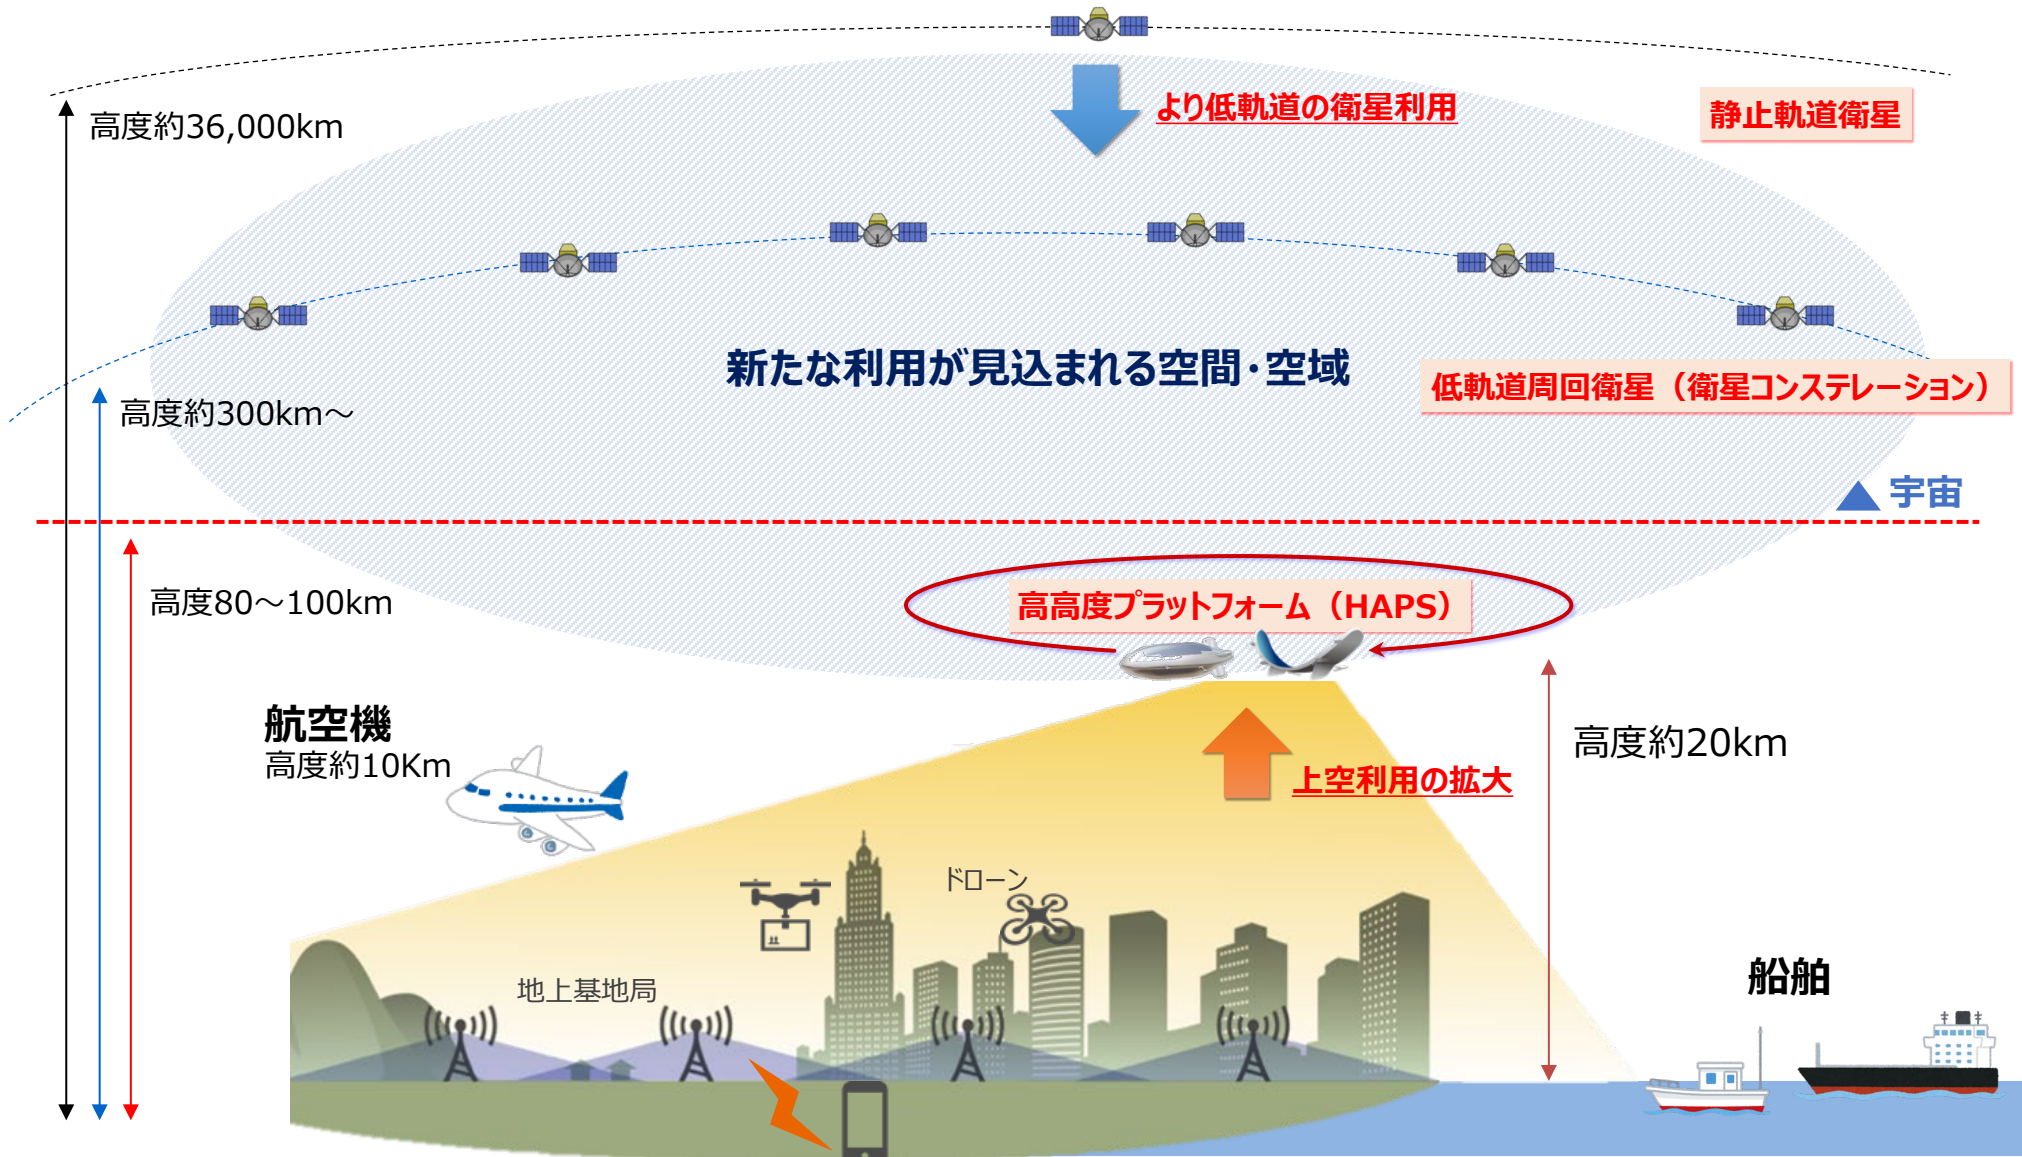 より低軌道の衛星利用
静止軌道衛星
高度約36,000km
新たな利用が見込まれる空間・空域
低軌道周回衛星（衛星コンステレーション）
高度約300km～
宇宙
高度80～100km
高高度プラットフォーム（HAPS）
航空機
高度約10Km
高度約20km
上空利用の拡大
ドローン
地上基地局
船舶